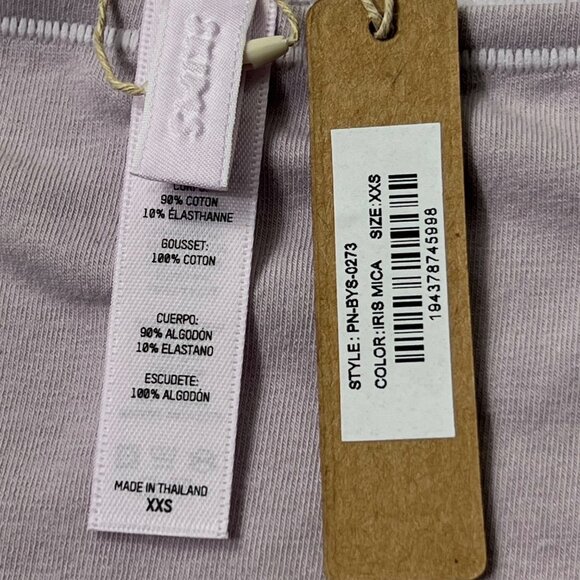 SKIMS
90% COTON
10% ÉLASTHANNE
GOUSSET:
100% COTON
CUERPO:
90% ALGODÓN
10% ELASTANO
ESCUDETE:
100% ALGODÓN
MADE IN THAILAND
XXS
STYLE: PN-BYS-0273
COLOR:IRIS MICA SIZE:XXS
194378745998